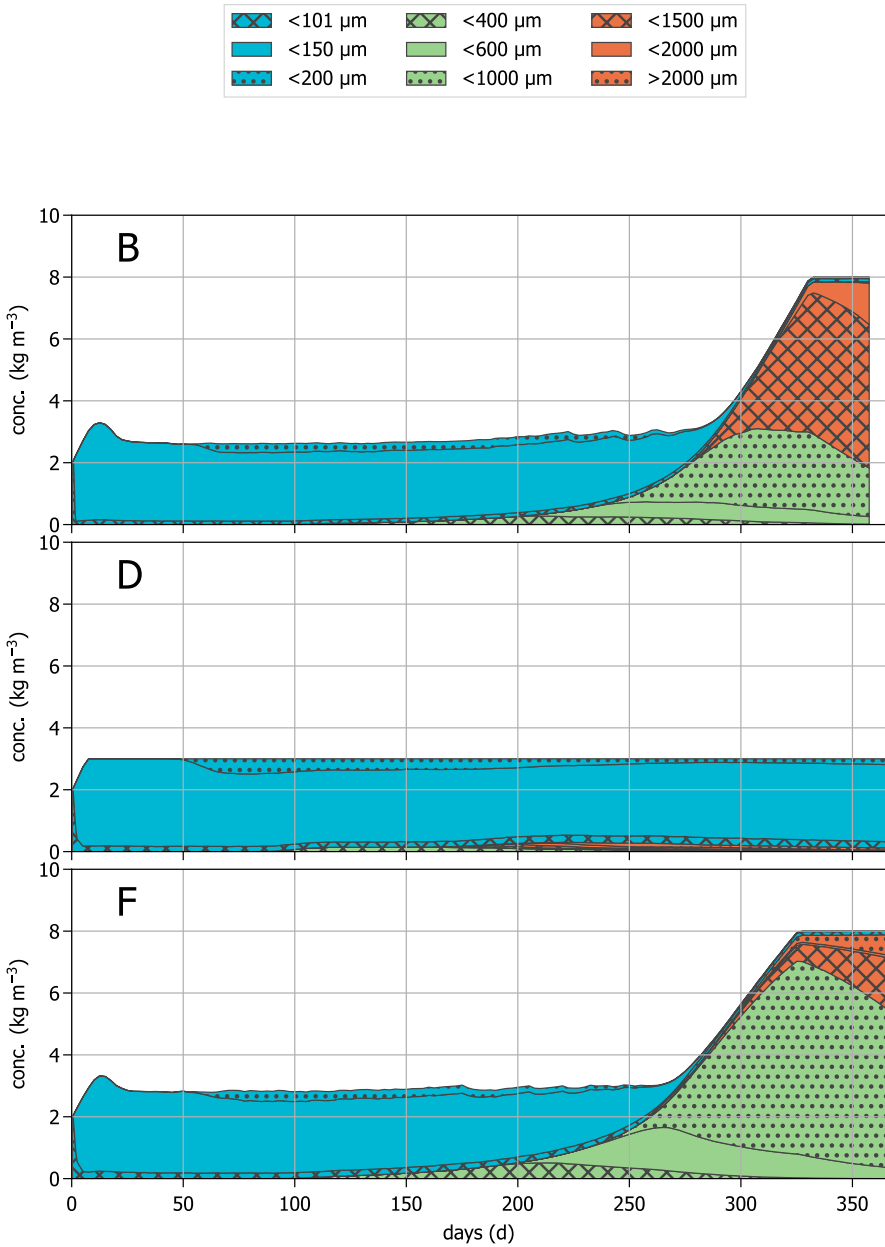 <101 µm <400 µm <1500 µm
<150 µm <600 µm <2000 µm
<200 µm <1000 µm >2000 µm
10
B
8
6
conc. (kg m⁻³)
4
2
0
10
D
8
6
conc. (kg m⁻³)
4
2
0
10
F
8
6
conc. (kg m⁻³)
4
2
0
0 50 100 150 200 250 300 350
days (d)